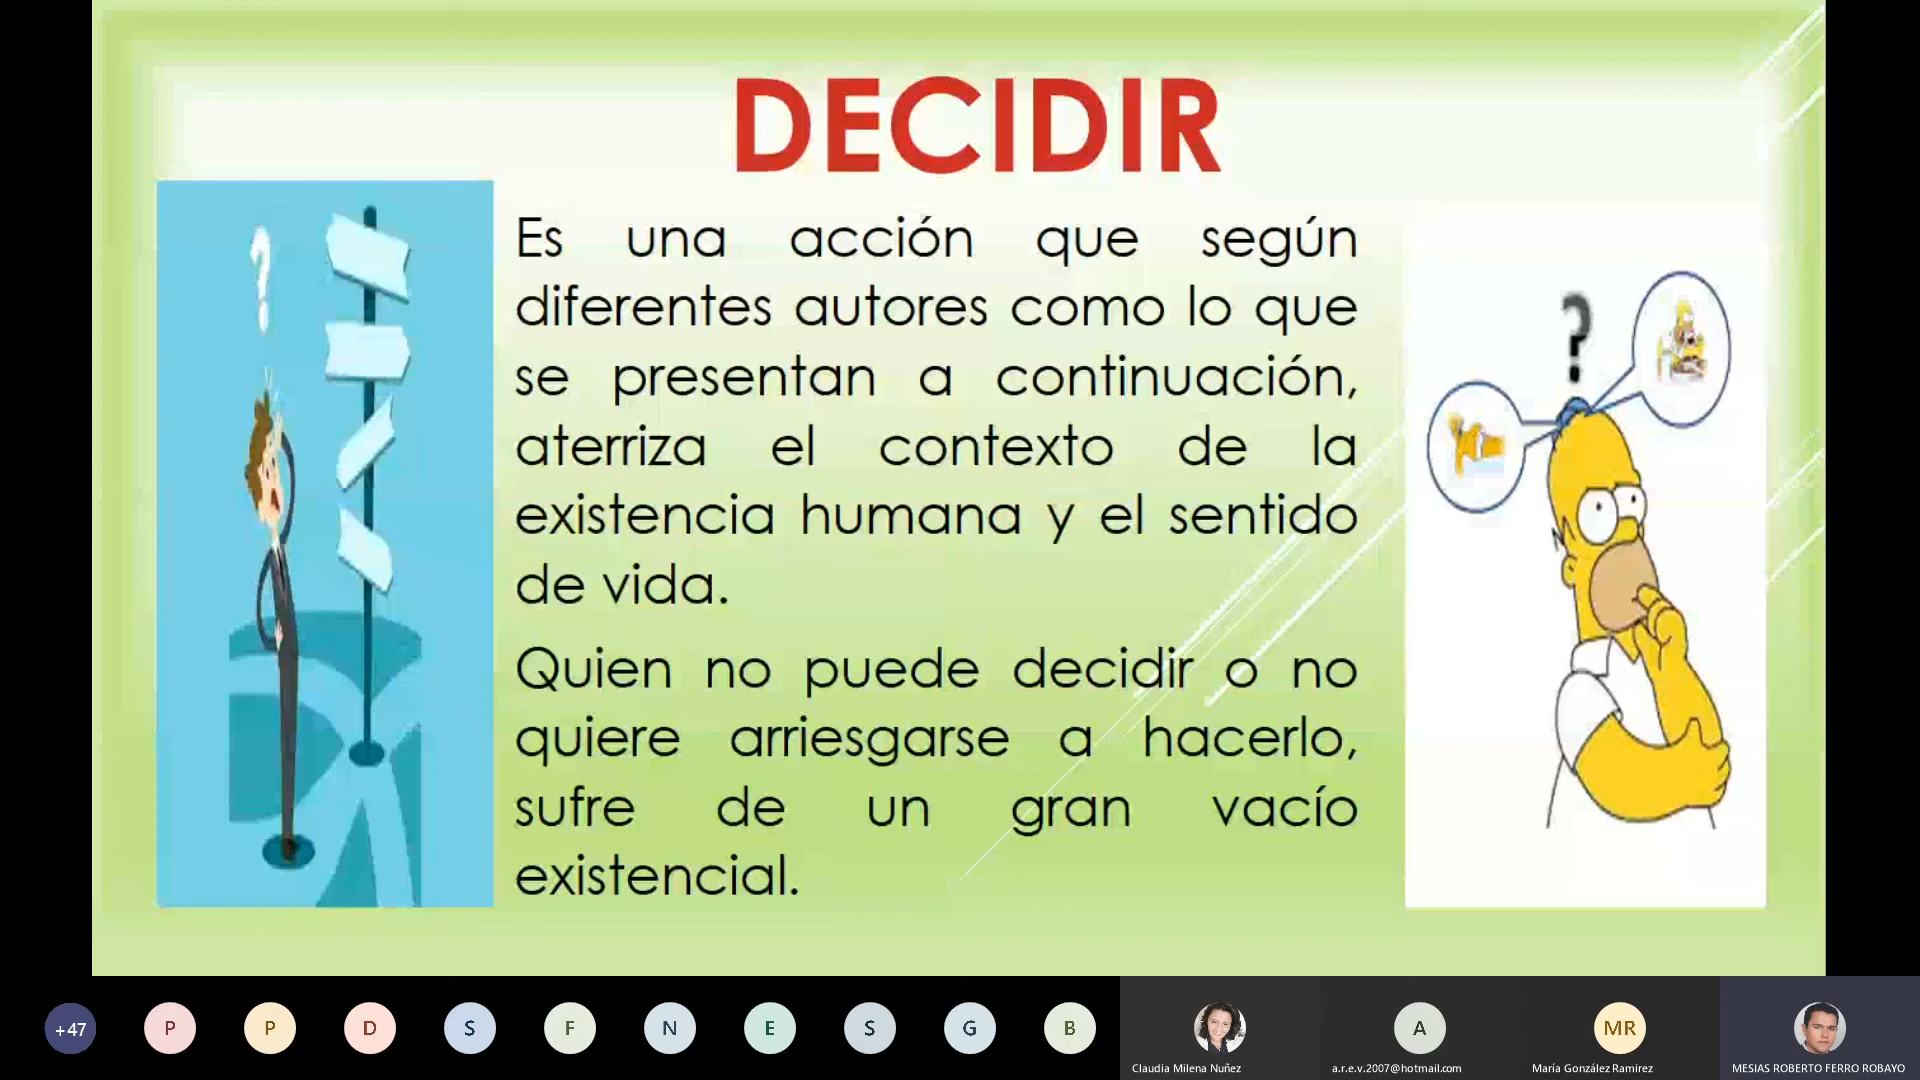 DECIDIR
Es una acción que según
diferentes autores como lo que
se presentan a continuación,
aterriza el contexto de la
existencia humana y el sentido
de vida.
Quien no puede decidir o no
quiere arriesgarse a hacerlo,
sufre de un gran vacío
existencial.
?
?
+47 P P D S F N E S G B A MR
Claudia Milena Nuñez a.r.e.v.2007@hotmail.com María González Ramirez MESIAS ROBERTO FERRO ROBAYO